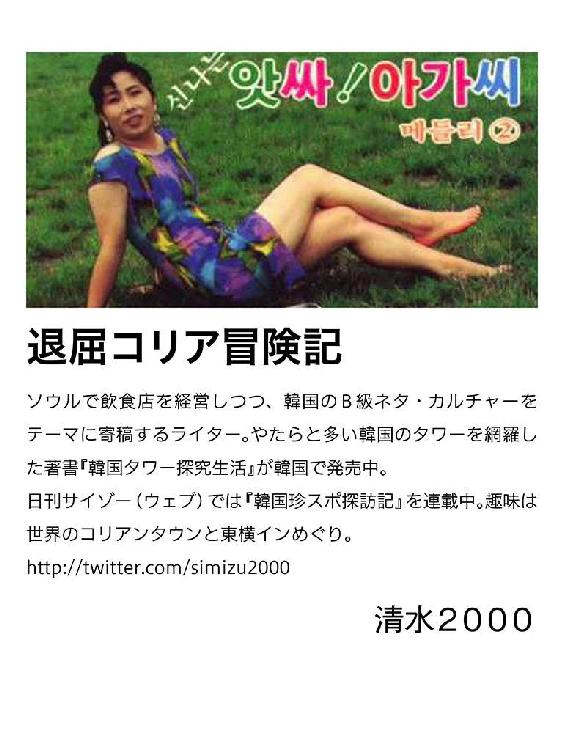 신나는 앗싸!아가씨
메들리②
退屈コリア冒険記
ソウルで飲食店を経営しつつ、韓国のB級ネタ・カルチャーを
テーマに寄稿するライター。やたらと多い韓国のタワーを網羅し
た著書『韓国タワー探究生活』が韓国で発売中。
日刊サイゾー（ウェブ）では『韓国珍スポ探訪記』を連載中。趣味は
世界のコリアンタウンと東横インめぐり。
http://twitter.com/simizu2000
清水2000